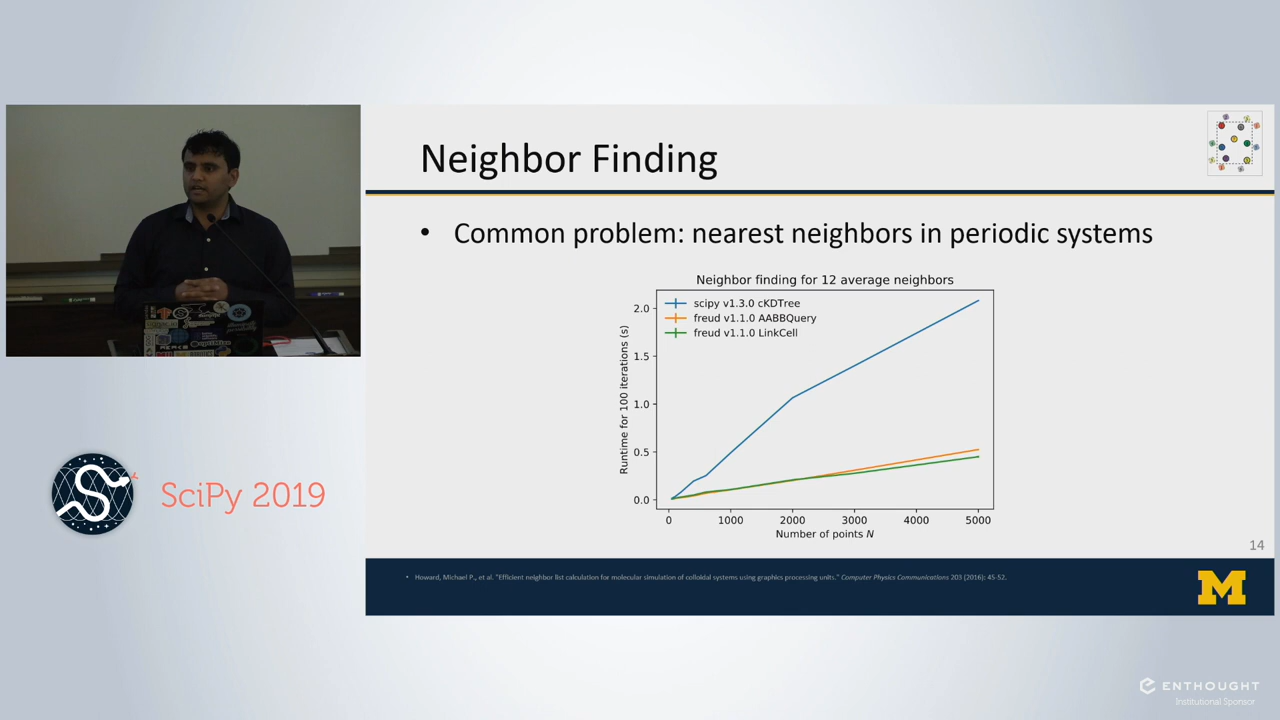 Neighbor Finding
• Common problem: nearest neighbors in periodic systems
Neighbor finding for 12 average neighbors
scipy v1.3.0 cKDTree
freud v1.1.0 AABBQuery
freud v1.1.0 LinkCell
Runtime for 100 iterations (s)
2.0
1.5
1.0
0.5
0.0
0 1000 2000 3000 4000 5000
Number of points N
14
• Howard, Michael P., et al. "Efficient neighbor list calculation for molecular simulation of colloidal systems using graphics processing units." Computer Physics Communications 203 (2016): 45-52.
M
SciPy 2019
ENTHOUGHT
Institutional Sponsor